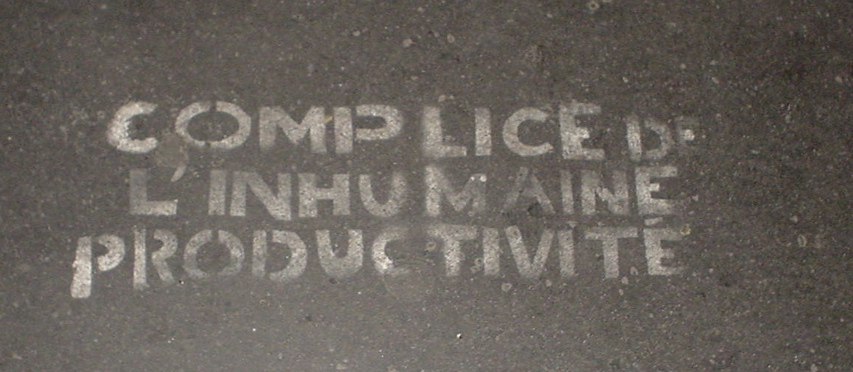 COMPLICE DE
L'INHUMAINE
PRODUCTIVITÉ